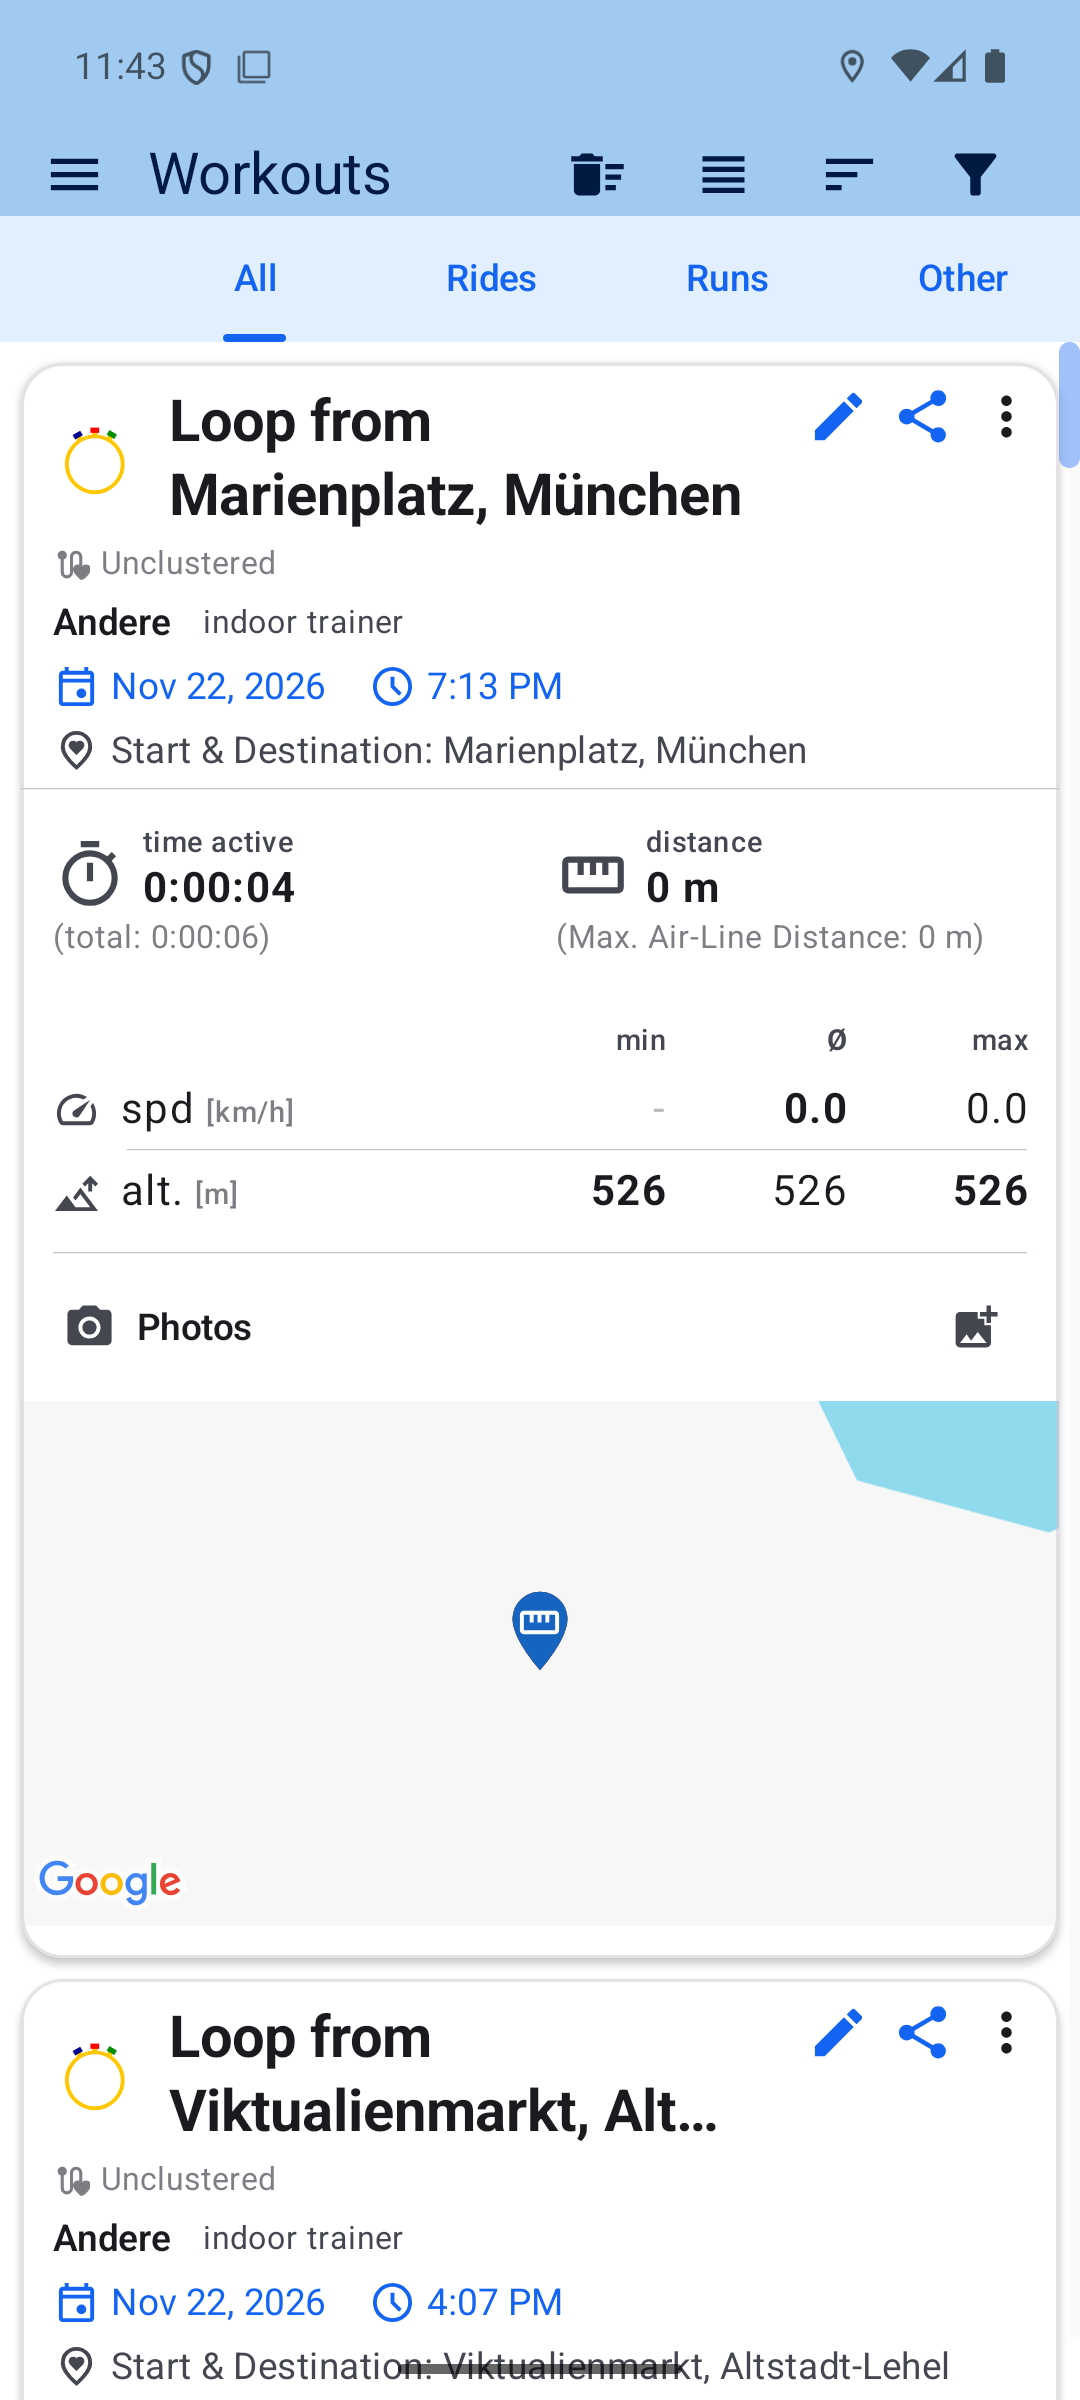 11:43
Workouts
All Rides Runs Other
Loop from
Marienplatz, München
Unclustered
Andere indoor trainer
Nov 22, 2026 7:13 PM
Start & Destination: Marienplatz, München
time active distance
0:00:04 0 m
(total: 0:00:06) (Max. Air-Line Distance: 0 m)
min Ø max
spd [km/h] - 0.0 0.0
alt. [m] 526 526 526
Photos
Google
Loop from
Viktualienmarkt, Alt...
Unclustered
Andere indoor trainer
Nov 22, 2026 4:07 PM
Start & Destination: Viktualienmarkt, Altstadt-Lehel